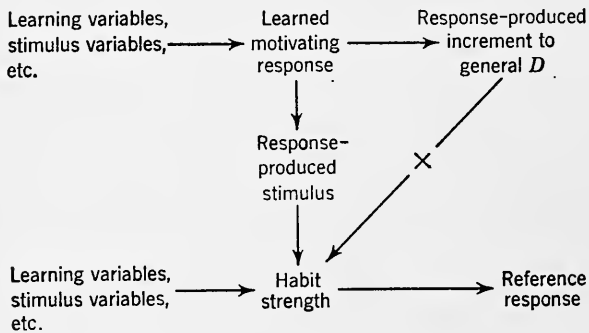 Learning variables,
stimulus variables,
etc.
Learned
motivating
response
Response-produced
increment to
general D
Response-
produced
stimulus
×
Learning variables,
stimulus variables,
etc.
Habit
strength
Reference
response